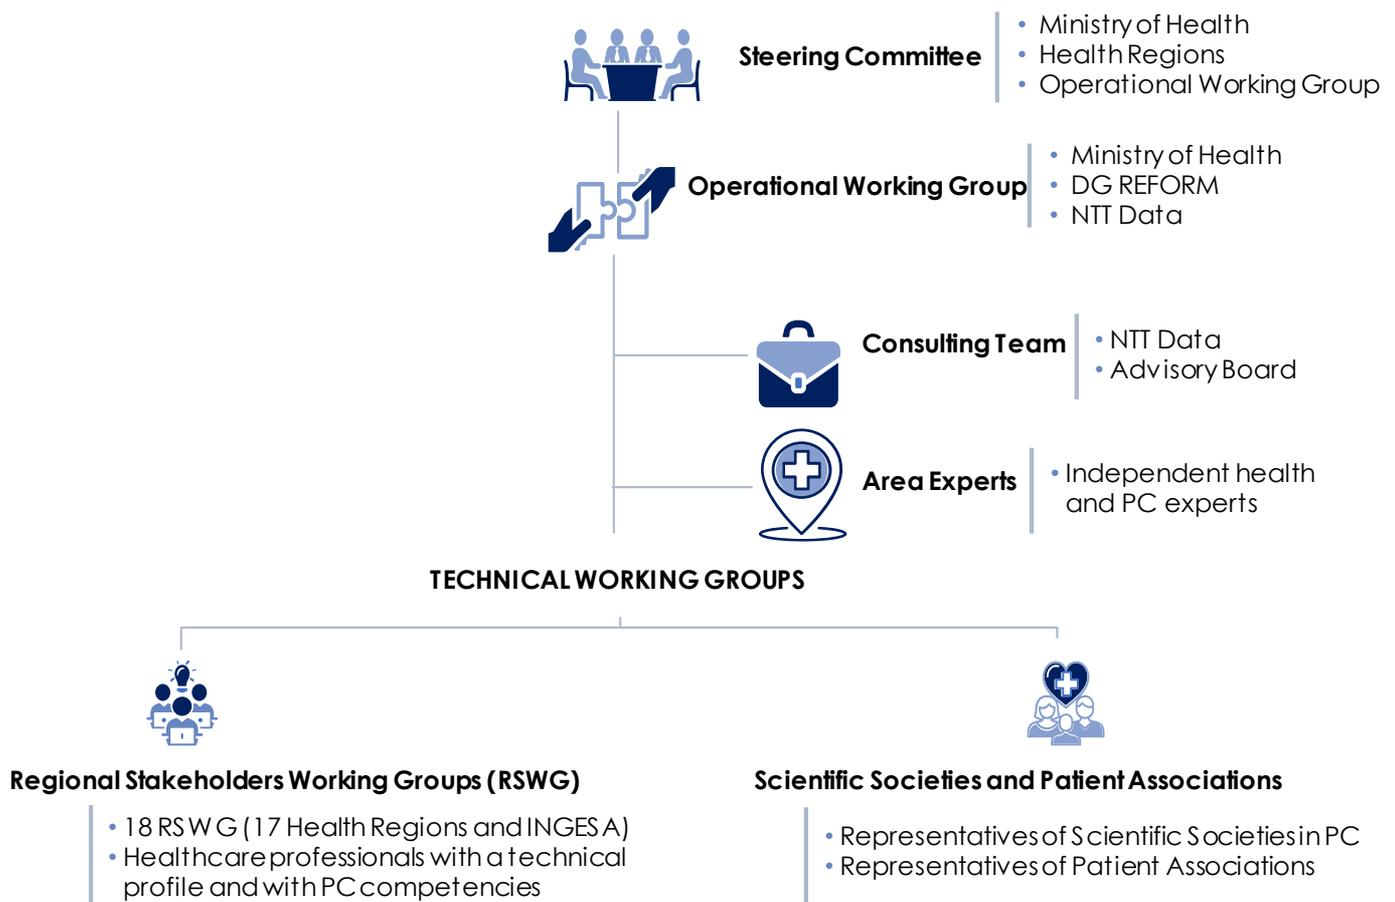 Steering Committee
• Ministry of Health
• Health Regions
• Operational Working Group
Operational Working Group
• Ministry of Health
• DG REFORM
• NTT Data
Consulting Team
• NTT Data
• Advisory Board
Area Experts
• Independent health
and PC experts
TECHNICAL WORKING GROUPS
Regional Stakeholders Working Groups (RSWG)
• 18 RSWG (17 Health Regions and INGESA)
• Healthcare professionals with a technical
profile and with PC competencies
Scientific Societies and Patient Associations
• Representatives of Scientific Societies in PC
• Representatives of Patient Associations